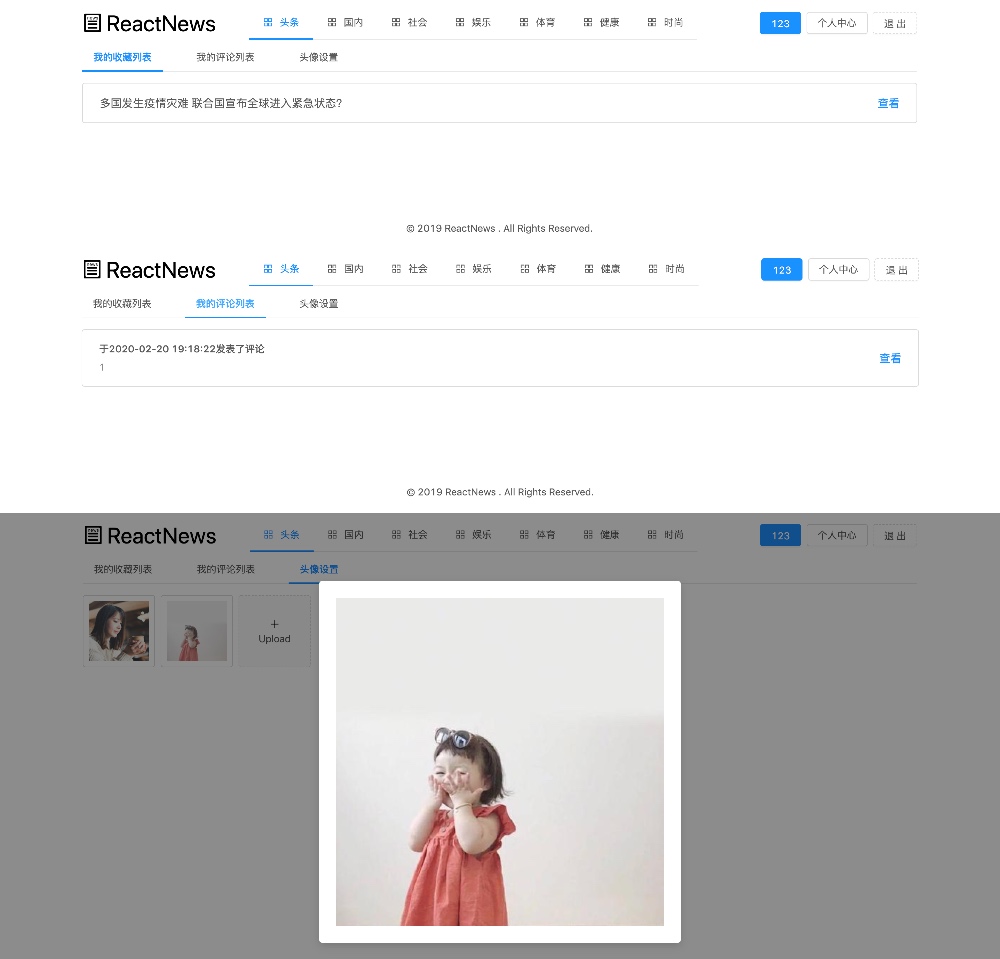 ReactNews 头条 国内 社会 娱乐 体育 健康 时尚 123 个人中心 退 出
我的收藏列表 我的评论列表 头像设置
多国发生疫情灾难 联合国宣布全球进入紧急状态? 查看
© 2019 ReactNews . All Rights Reserved.
ReactNews 头条 国内 社会 娱乐 体育 健康 时尚 123 个人中心 退 出
我的收藏列表 我的评论列表 头像设置
于2020-02-20 19:18:22发表了评论
1
查看
© 2019 ReactNews . All Rights Reserved.
ReactNews 头条 国内 社会 娱乐 体育 健康 时尚 123 个人中心 退 出
我的收藏列表 我的评论列表 头像设置
+
Upload